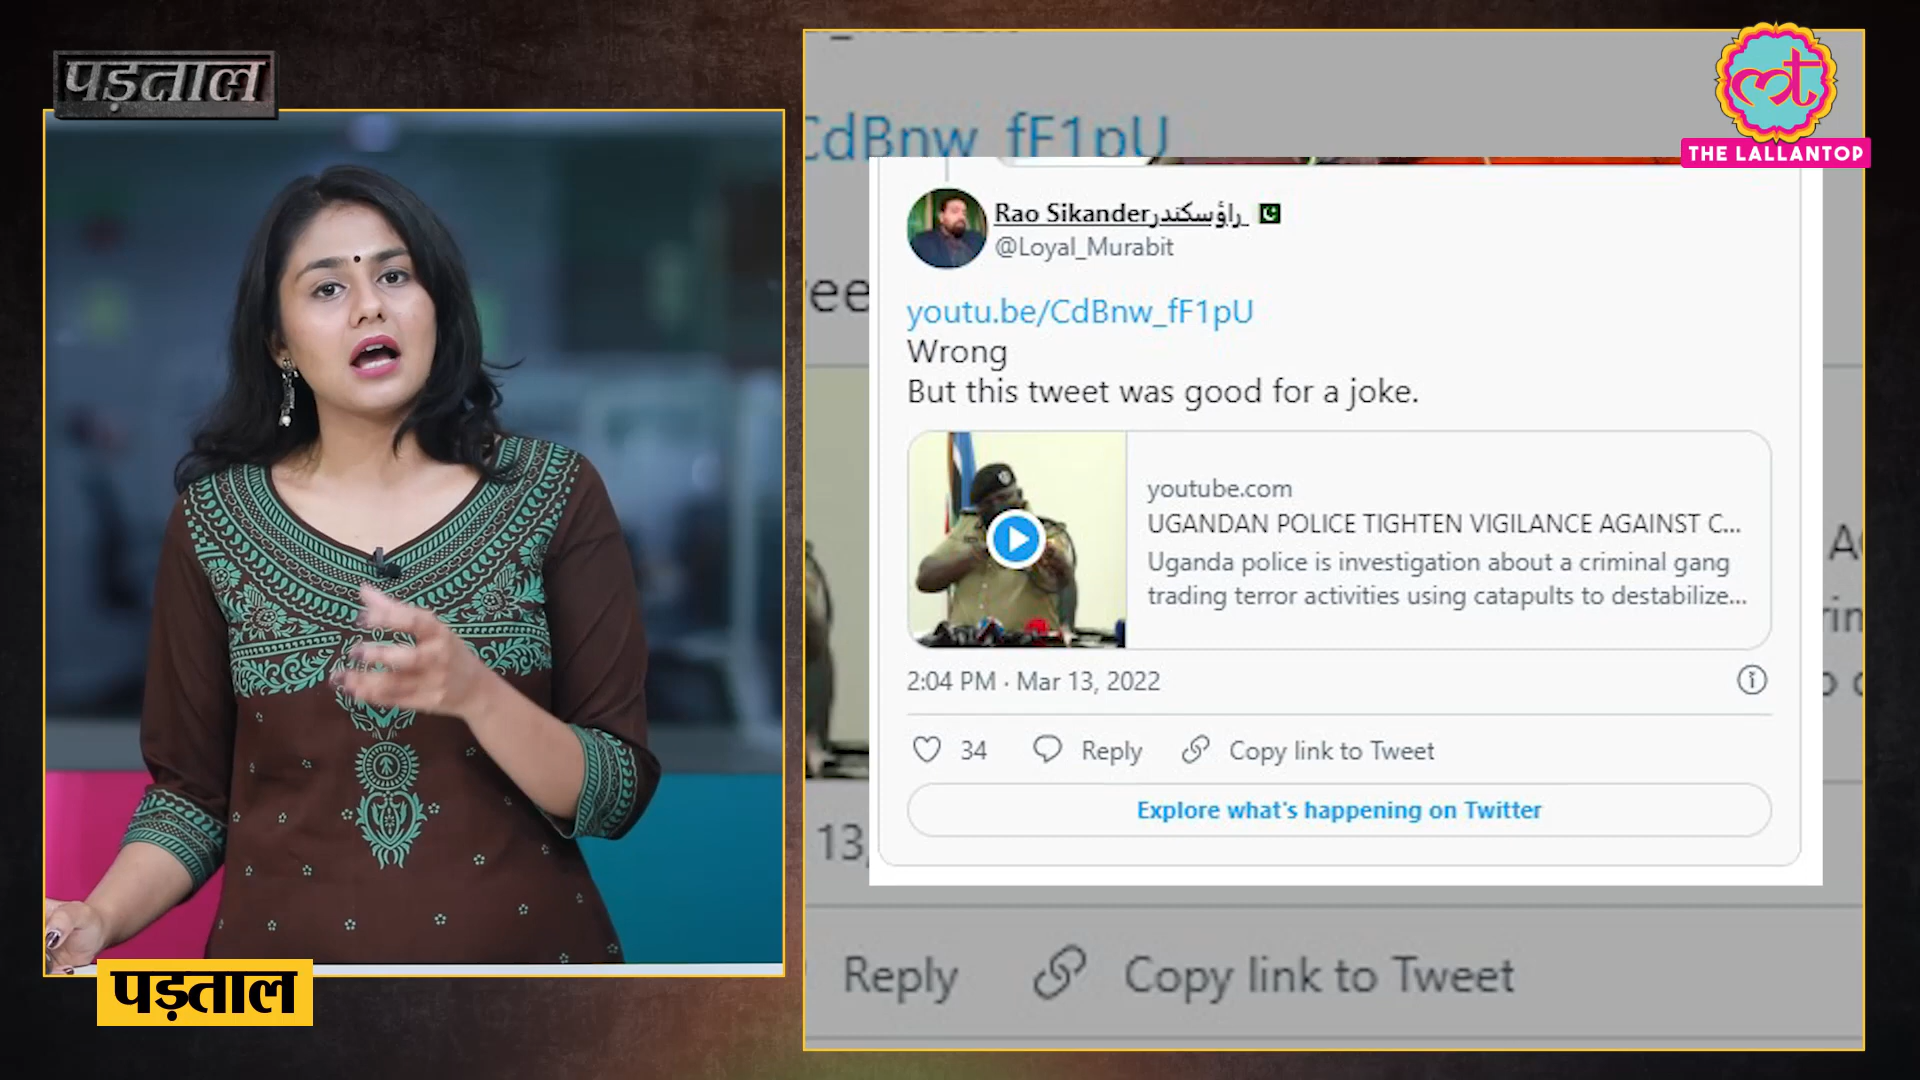 पड़ताल
THE LALLANTOP
CdBnw_fF1pU
Rao Sikanderراؤسکندر
@Loyal_Murabit
youtu.be/CdBnw_fF1pU
Wrong
But this tweet was good for a joke.
youtube.com
UGANDAN POLICE TIGHTEN VIGILANCE AGAINST C...
Uganda police is investigation about a criminal gang
trading terror activities using catapults to destabilize...
2:04 PM · Mar 13, 2022
34 Reply Copy link to Tweet
Explore what's happening on Twitter
13,
Reply Copy link to Tweet
पड़ताल